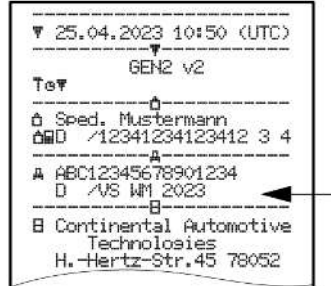 ▼ 25.04.2023 10:50 (UTC)
GEN2 v2
T⊙▼
Sped. Mustermann
D /12341234123412 3 4
ABC12345678901234
D /VS WM 2023
Continental Automotive
Technologies
H.-Hertz-Str.45 78052